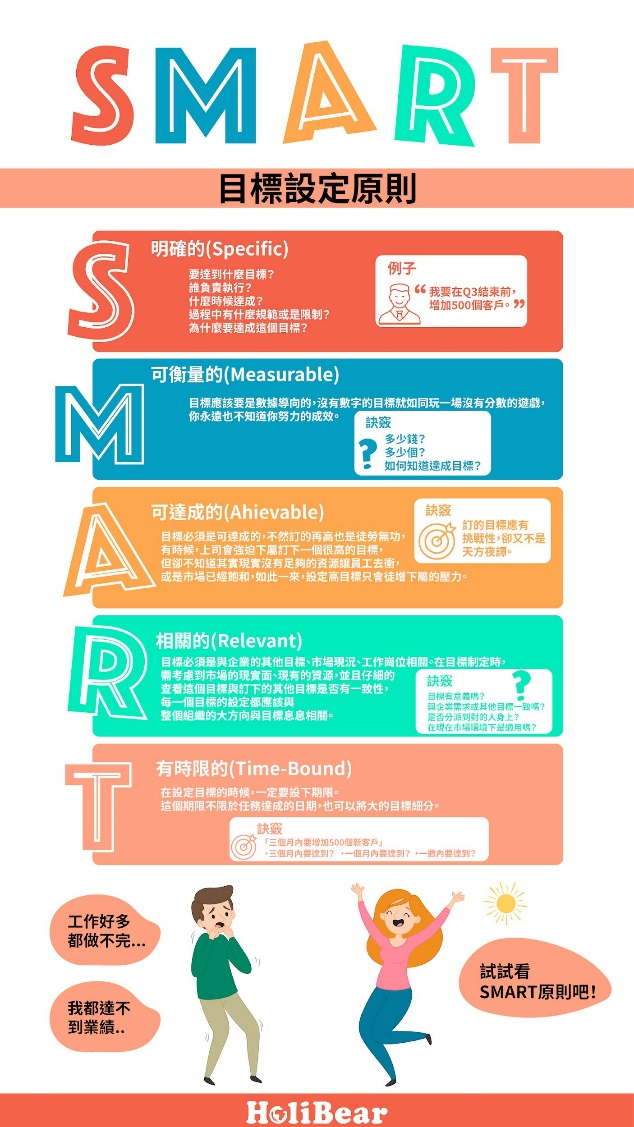 SMART
目標設定原則
S
明確的(Specific)
要達到什麼目標?
誰負責執行?
什麼時候達成?
過程中有什麼規範或是限制?
為什麼要達成這個目標?
例子
“我要在Q3結束前,
增加500個客戶。”
M
可衡量的(Measurable)
目標應該要是數據導向的,沒有數字的目標就如同玩一場沒有分數的遊戲,
你永遠也不知道你努力的成效。
訣竅
?
多少錢?
多少個?
如何知道達成目標?
A
可達成的(Ahievable)
目標必須是可達成的,不然訂的再高也是徒勞無功,
有時候,上司會強迫下屬訂下一個很高的目標,
但卻不知道其實現實沒有足夠的資源讓員工去衝,
或是市場已經飽和,如此一來,設定高目標只會徒增下屬的壓力。
訣竅
訂的目標應有
挑戰性,卻又不是
天方夜譚。
R
相關的(Relevant)
目標必須是與企業的其他目標、市場現況、工作崗位相關。在目標制定時,
需考慮到市場的現實面、現有的資源,並且仔細的
查看這個目標與訂下的其他目標是否有一致性,
每一個目標的設定都應該與
整個組織的大方向與目標息息相關。
訣竅
?
目標有意義嗎?
與企業需求或其他目標一致嗎?
是否分派到對的人身上?
在現在市場環境下是適用嗎?
T
有時限的(Time-Bound)
在設定目標的時候,一定要設下期限。
這個期限不限於任務達成的日期,也可以將大的目標細分。
訣竅
「三個月內要增加500個新客戶」
•三個月內要達到? •一個月內要達到? •一週內要達到?
工作好多
都做不完...
我都達不
到業績..
試試看
SMART原則吧!
HoliBear